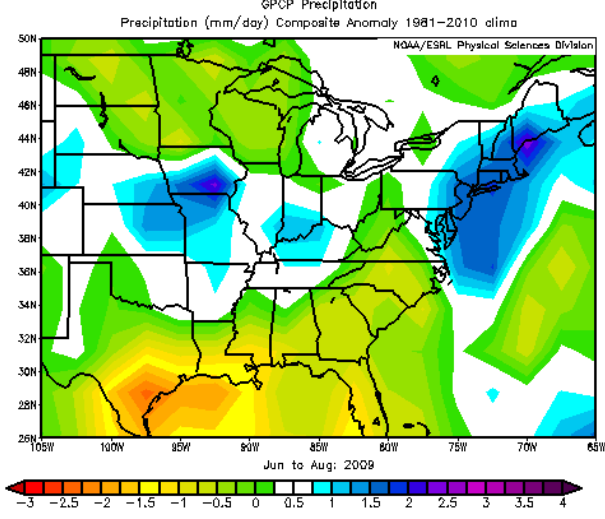 GPCP Precipitation
Precipitation (mm/day) Composite Anomaly 1981–2010 climo
NOAA/ESRL Physical Sciences Division
50N
48N
46N
44N
42N
40N
38N
36N
34N
32N
30N
28N
26N
105W 100W 95W 90W 85W 80W 75W 70W 65W
Jun to Aug: 2009
−3 −2.5 −2 −1.5 −1 −0.5 0 0.5 1 1.5 2 2.5 3 3.5 4